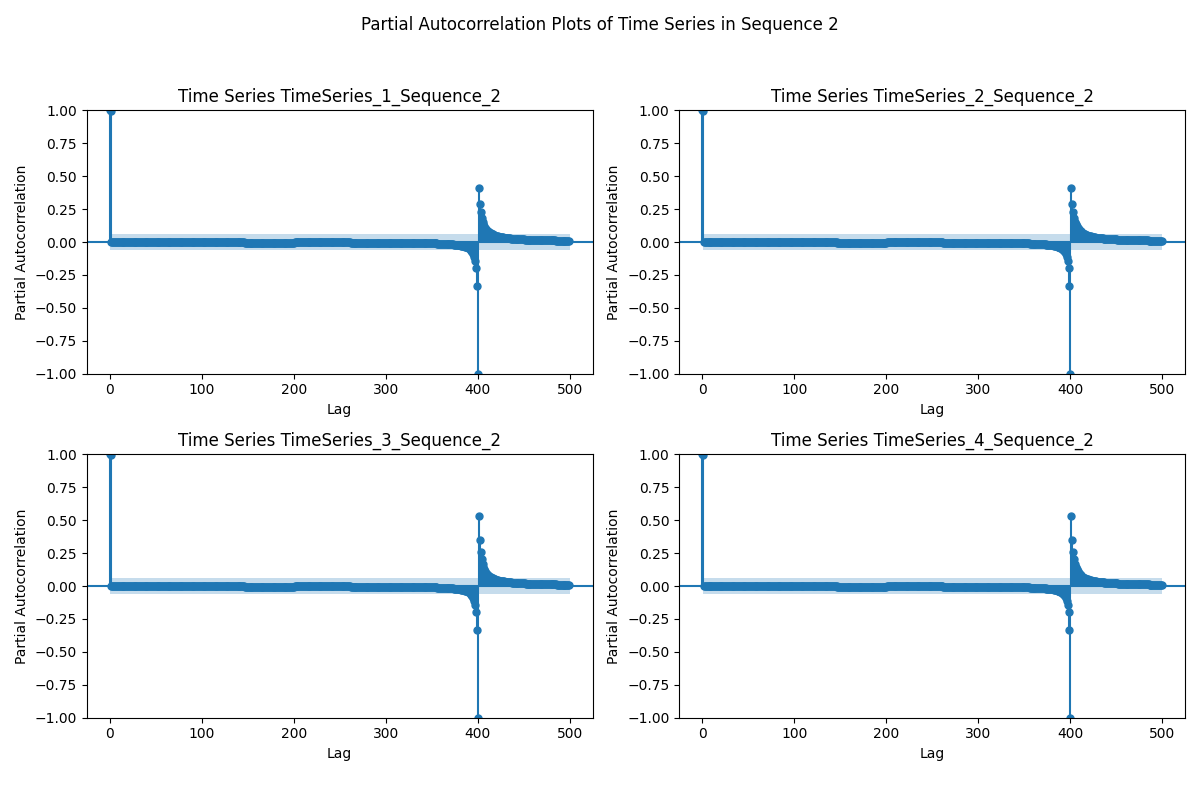 Partial Autocorrelation Plots of Time Series in Sequence 2
Time Series TimeSeries_1_Sequence_2
1.00
0.75
0.50
0.25
0.00
−0.25
−0.50
−0.75
−1.00
Partial Autocorrelation
0 100 200 300 400 500
Lag
Time Series TimeSeries_2_Sequence_2
1.00
0.75
0.50
0.25
0.00
−0.25
−0.50
−0.75
−1.00
Partial Autocorrelation
0 100 200 300 400 500
Lag
Time Series TimeSeries_3_Sequence_2
1.00
0.75
0.50
0.25
0.00
−0.25
−0.50
−0.75
−1.00
Partial Autocorrelation
0 100 200 300 400 500
Lag
Time Series TimeSeries_4_Sequence_2
1.00
0.75
0.50
0.25
0.00
−0.25
−0.50
−0.75
−1.00
Partial Autocorrelation
0 100 200 300 400 500
Lag